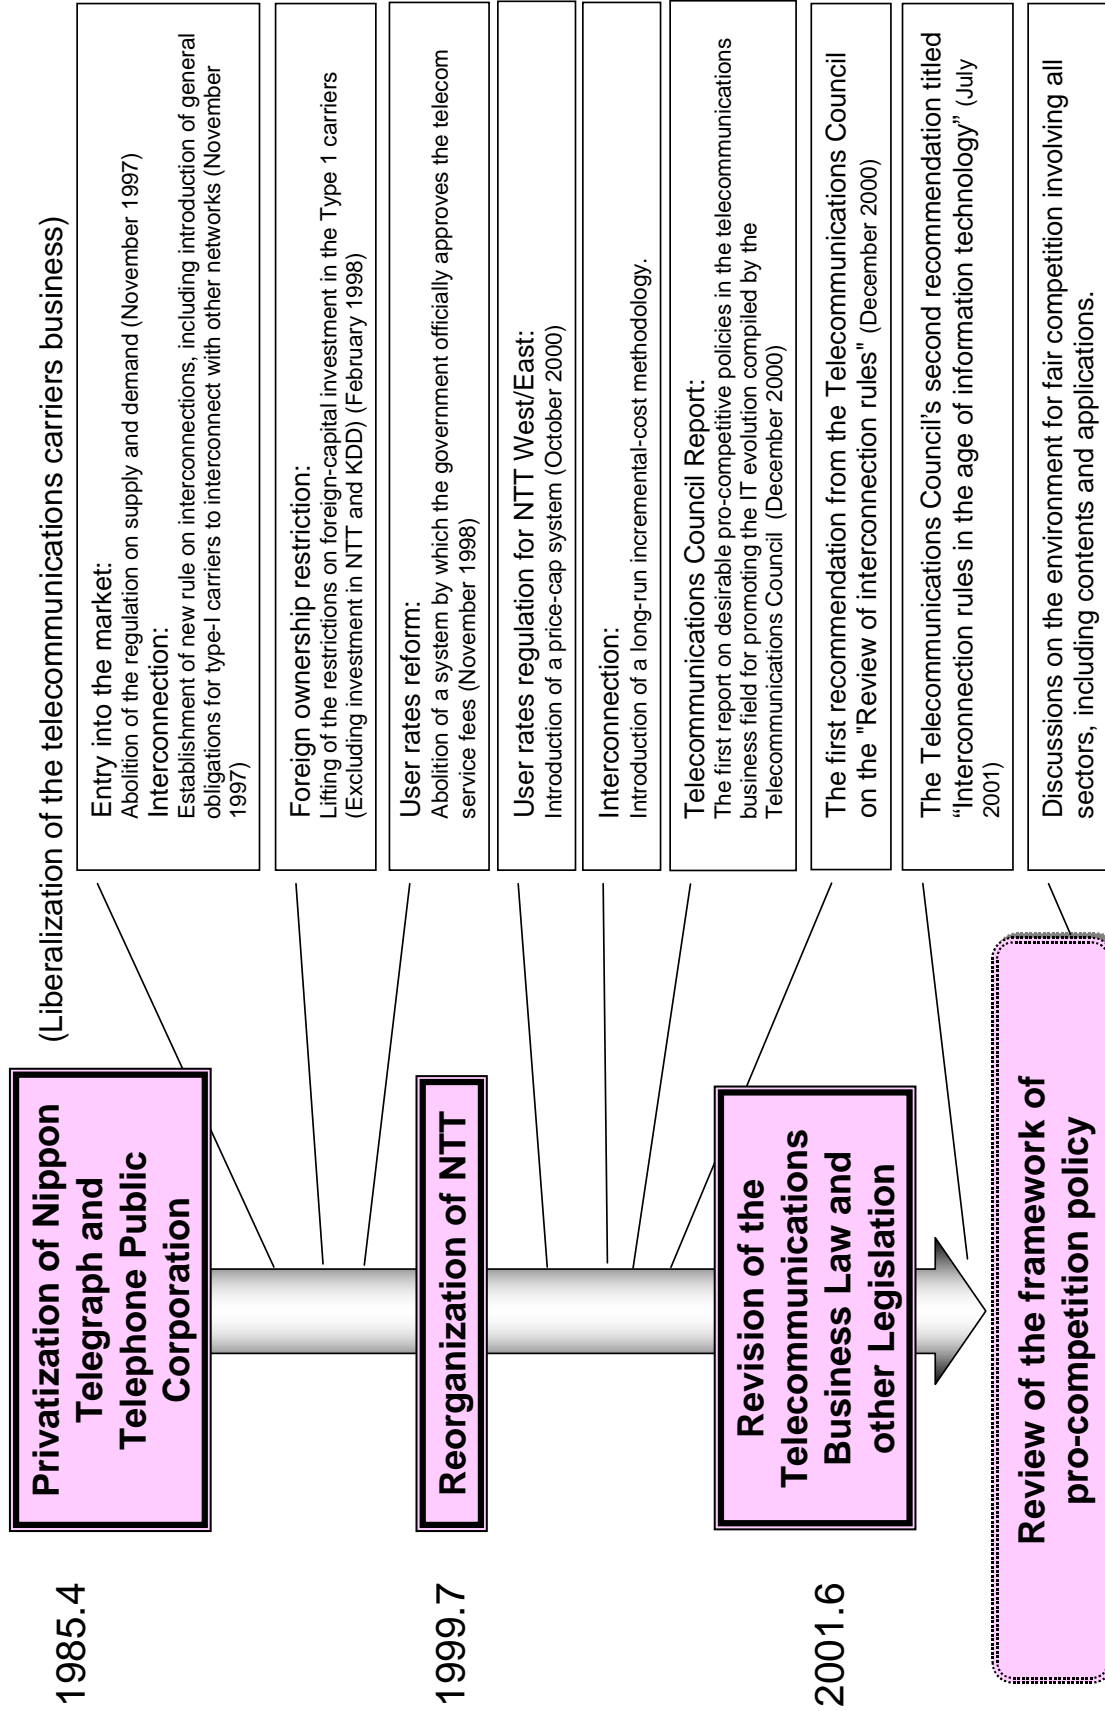 (Liberalization of the telecommunications carriers business)
1985.4
Privatization of Nippon
Telegraph and
Telephone Public
Corporation
Entry into the market:
Abolition of the regulation on supply and demand (November 1997)
Interconnection:
Establishment of new rule on interconnections, including introduction of general
obligations for type-I carriers to interconnect with other networks (November
1997)
Foreign ownership restriction:
Lifting of the restrictions on foreign-capital investment in the Type 1 carriers
(Excluding investment in NTT and KDD) (February 1998)
User rates reform:
Abolition of a system by which the government officially approves the telecom
service fees (November 1998)
1999.7
Reorganization of NTT
User rates regulation for NTT West/East:
Introduction of a price-cap system (October 2000)
Interconnection:
Introduction of a long-run incremental-cost methodology.
Telecommunications Council Report:
The first report on desirable pro-competitive policies in the telecommunications
business field for promoting the IT evolution compiled by the
Telecommunications Council  (December 2000)
2001.6
Revision of the
Telecommunications
Business Law and
other Legislation
The first recommendation from the Telecommunications Council
on the "Review of interconnection rules" (December 2000)
The Telecommunications Council’s second recommendation titled
“Interconnection rules in the age of information technology” (July
2001)
Review of the framework of
pro-competition policy
Discussions on the environment for fair competition involving all
sectors, including contents and applications.